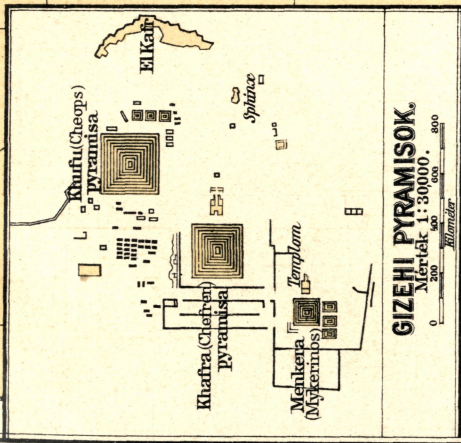 El Kafr
Khufu (Cheops)
pyramisa
Sphinx
Khafra (Chefren)
pyramisa
Templom
Menkera
(Mykerinos)
GIZEHI PYRAMISOK.
Mérték 1:30000.
0 200 400 600 800
Kilométer